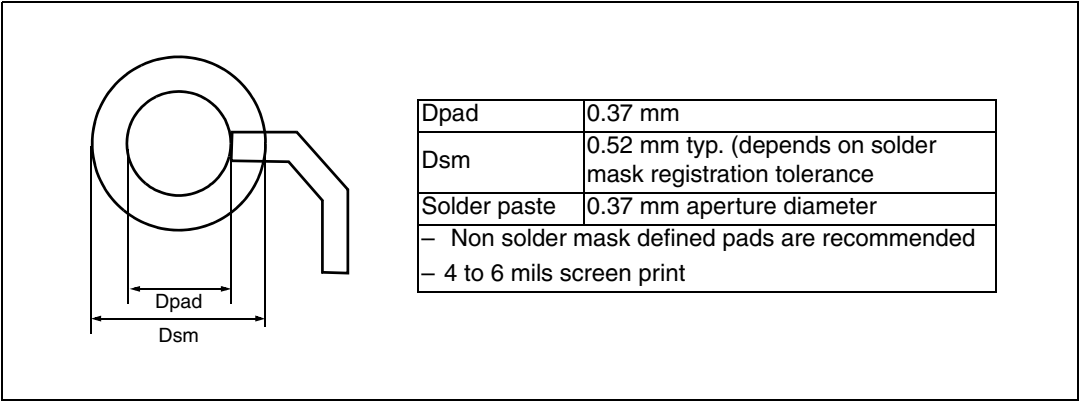 Dpad
Dsm
Dpad 0.37 mm
Dsm 0.52 mm typ. (depends on solder
mask registration tolerance
Solder paste 0.37 mm aperture diameter
– Non solder mask defined pads are recommended
– 4 to 6 mils screen print